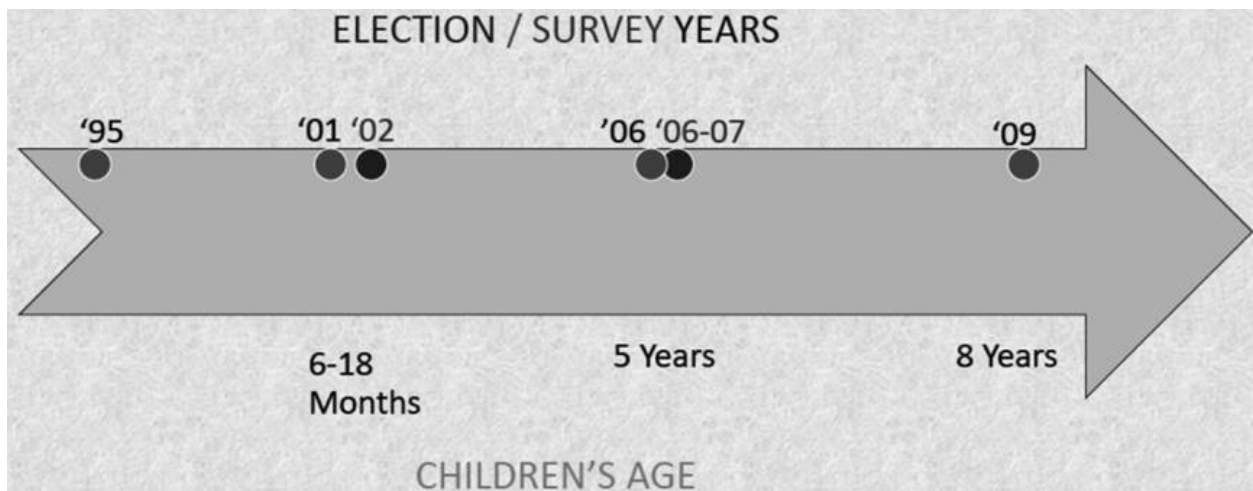 ELECTION / SURVEY YEARS
‘95 ‘01 ‘02 ’06 ‘06-07 ‘09
6-18 5 Years 8 Years
Months
CHILDREN’S AGE